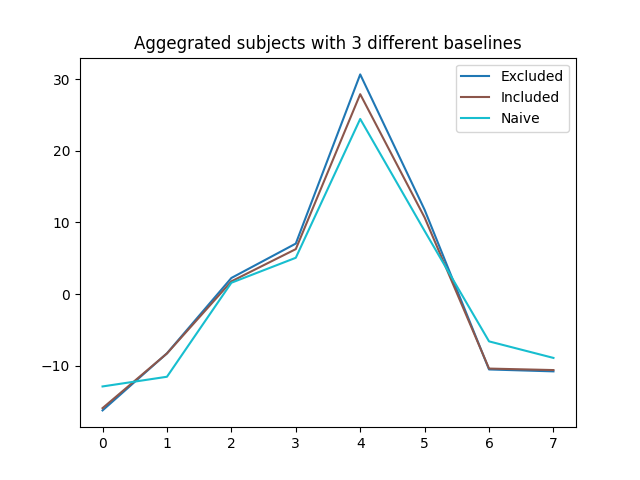 Aggegrated subjects with 3 different baselines
30
20
10
0
−10
0 1 2 3 4 5 6 7
Excluded
Included
Naive